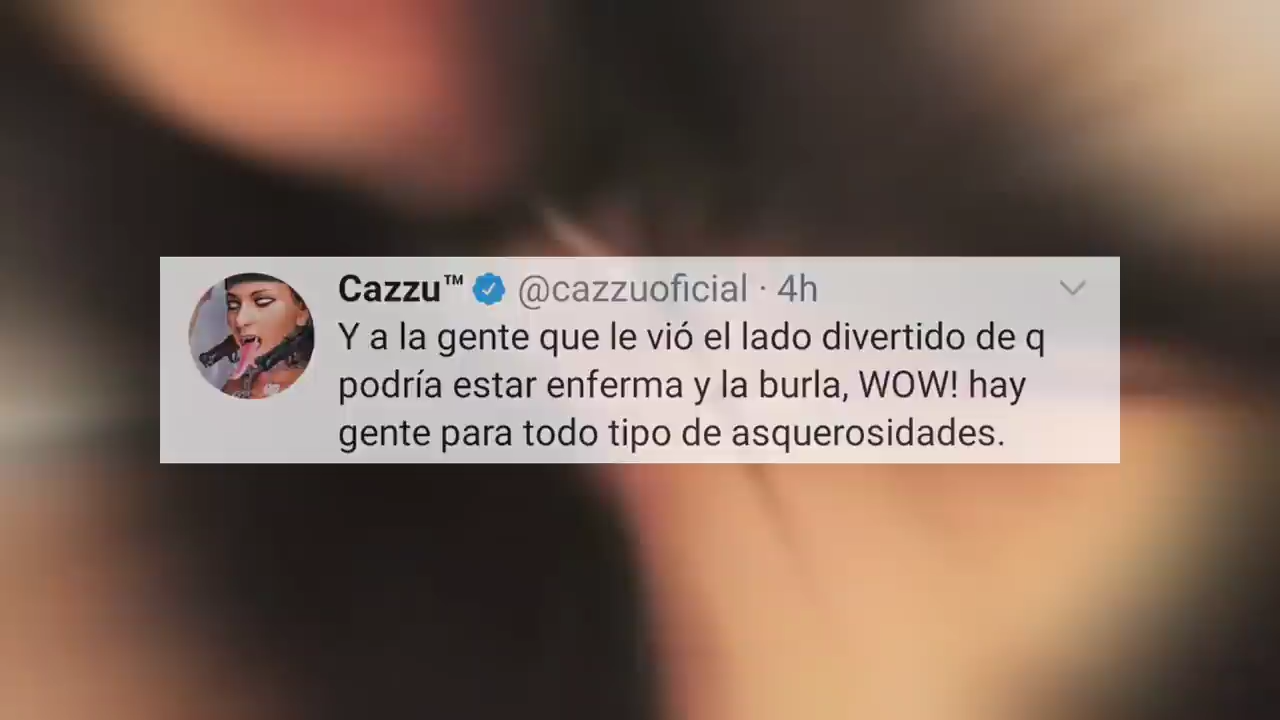 Cazzu™ @cazzuoficial · 4h
Y a la gente que le vió el lado divertido de q
podría estar enferma y la burla, WOW! hay
gente para todo tipo de asquerosidades.